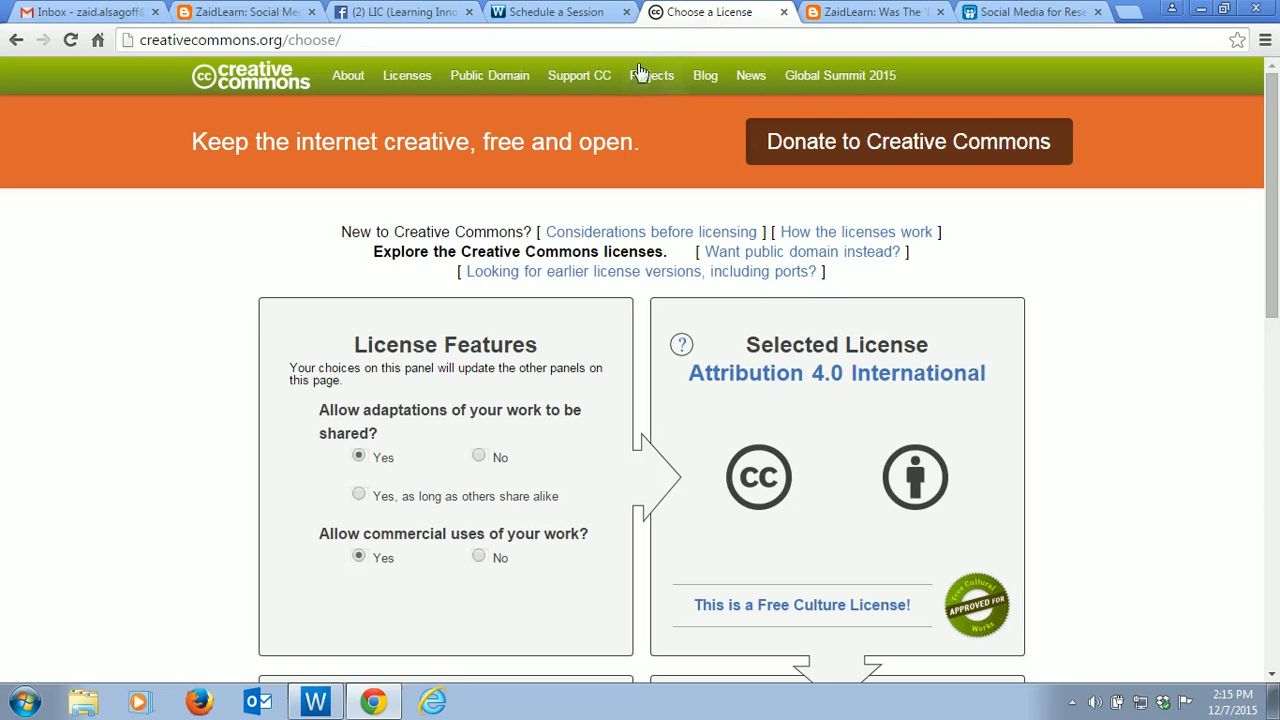 Inbox - zaid.alsagoff@
ZaidLearn: Social Me
(2) LIC (Learning Inno
Schedule a Session
Choose a License
ZaidLearn: Was The '
Social Media for Rese
creativecommons.org/choose/
creative commons
About
Licenses
Public Domain
Support CC
Blog
News
Global Summit 2015
Keep the internet creative, free and open.
Donate to Creative Commons
New to Creative Commons? [ Considerations before licensing ] [ How the licenses work ]
Explore the Creative Commons licenses. [ Want public domain instead? ]
[ Looking for earlier license versions, including ports? ]
License Features
Your choices on this panel will update the other panels on
this page.
Allow adaptations of your work to be
shared?
Yes
No
Yes, as long as others share alike
Allow commercial uses of your work?
Yes
No
?
Selected License
Attribution 4.0 International
cc
This is a Free Culture License!
Free Cultural
APPROVED FOR
Works
2:15 PM
12/7/2015